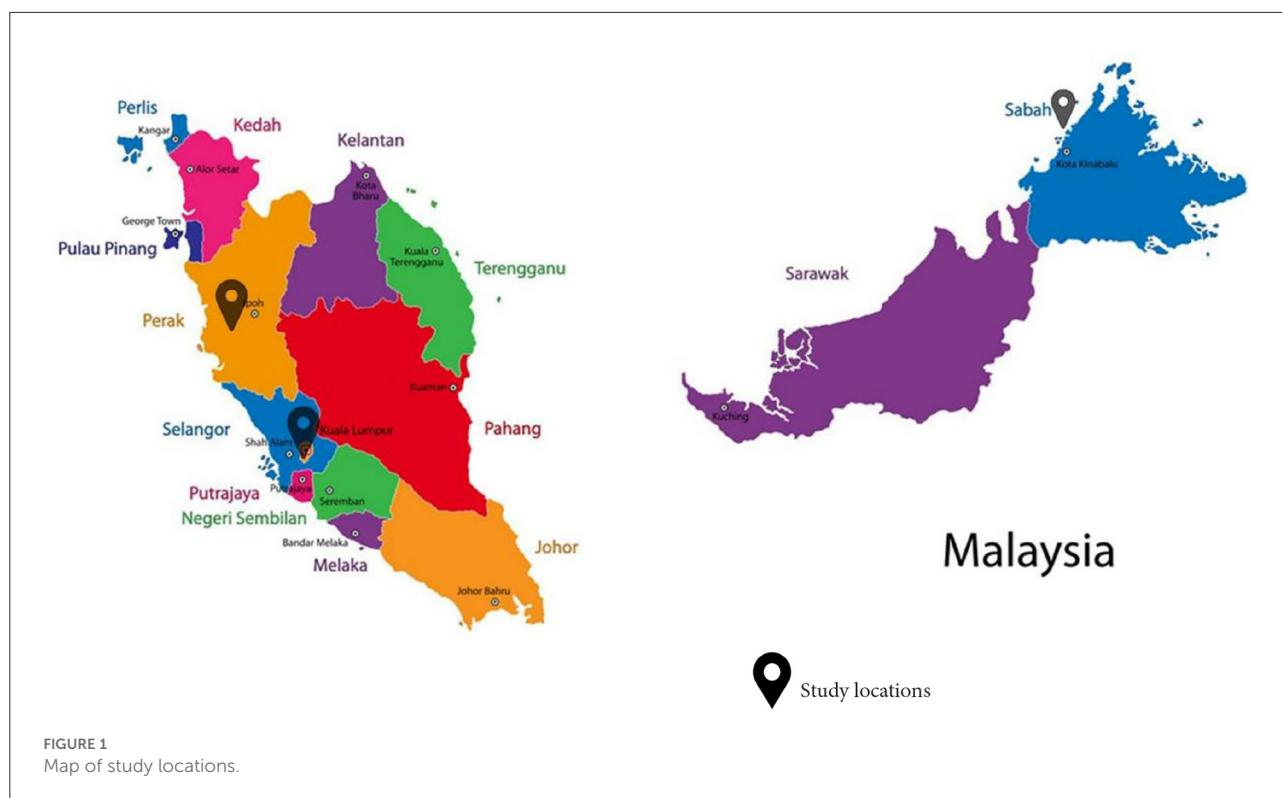 Perlis
Kangar
Kedah
Alor Setar
Kelantan
Kota
Bharu
George Town
Pulau Pinang
Kuala
Terengganu
Terengganu
Ipoh
Perak
Kuantan
Selangor
Shah Alam
Kuala Lumpur
Pahang
Putrajaya
Putrajaya
Seremban
Negeri Sembilan
Bandar Melaka
Melaka
Johor
Johor Bahru
Sabah
Kota Kinabalu
Sarawak
Kuching
Malaysia
Study locations
FIGURE 1
Map of study locations.